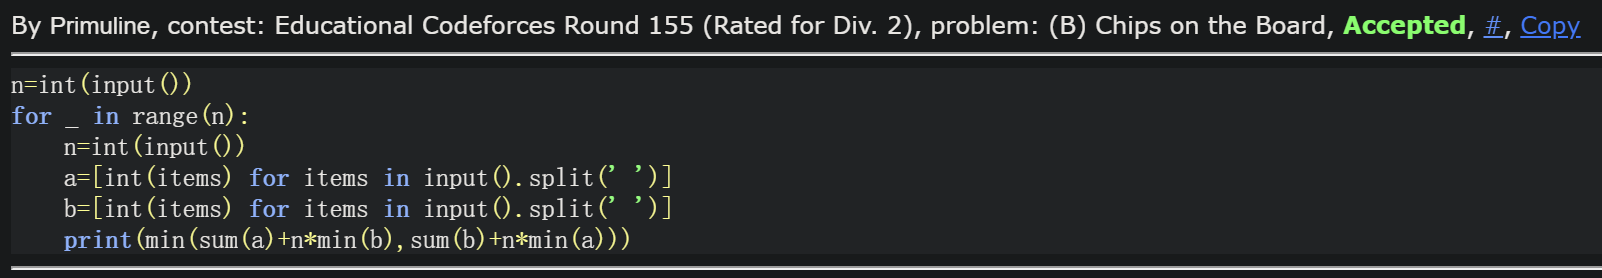 By Primuline, contest: Educational Codeforces Round 155 (Rated for Div. 2), problem: (B) Chips on the Board, Accepted, #, Copy
n=int(input())
for _ in range(n):
    n=int(input())
    a=[int(items) for items in input().split(' ')]
    b=[int(items) for items in input().split(' ')]
    print(min(sum(a)+n*min(b),sum(b)+n*min(a)))